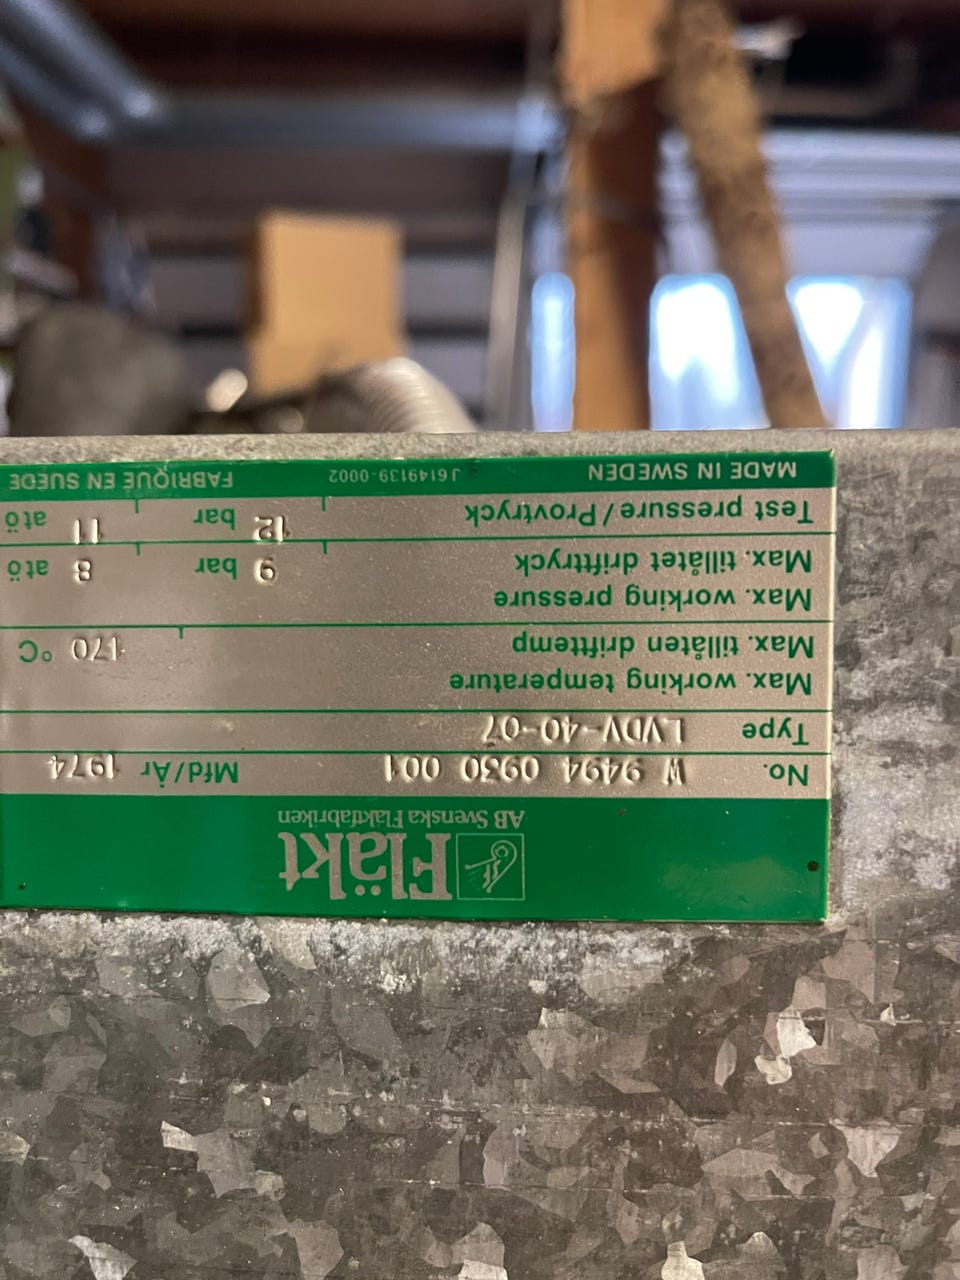 Fläkt
AB Svenska Fläktfabriken
No. W 9494 0930 001 Mfd/År 1974
Type LVDV-40-07
Max. working temperature
Max. tillåten drifttemp 170 °C
Max. working pressure
Max. tillåtet drifttryck 9 bar 8 atö
Test pressure/Provtryck 12 bar 11 atö
MADE IN SWEDEN J6149139-0002 FABRIQUE EN SUÈDE